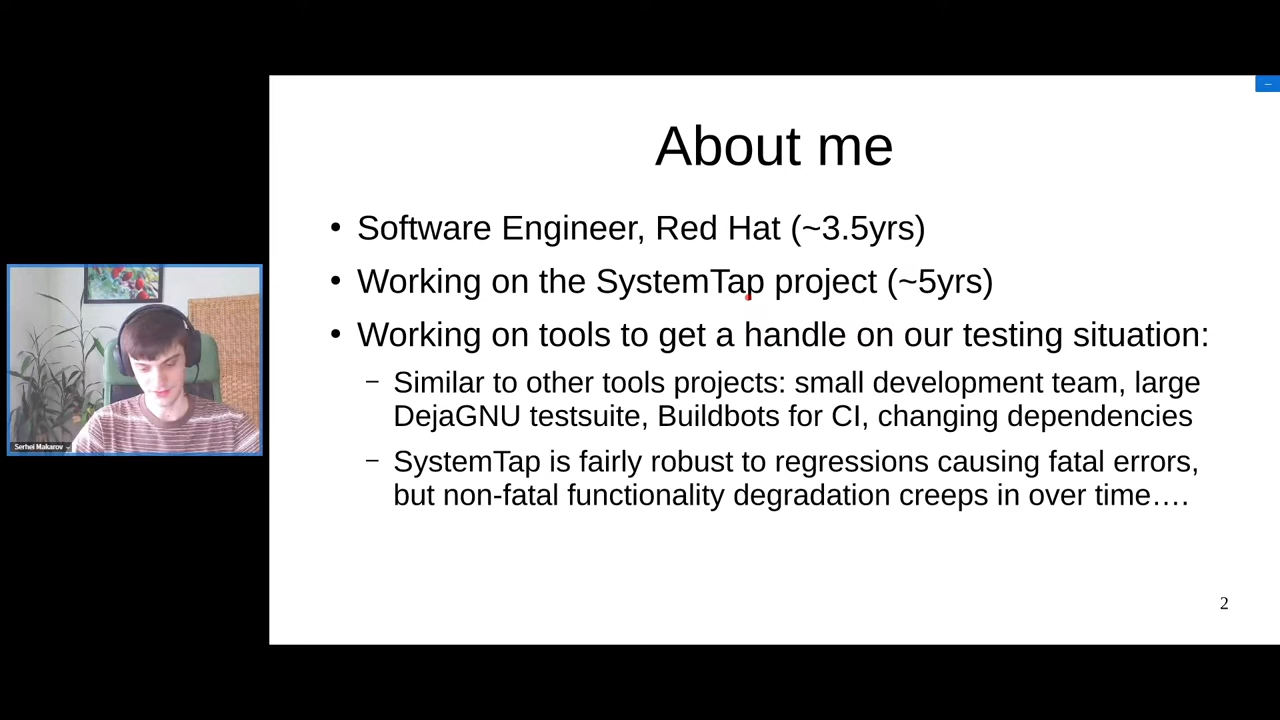 About me
• Software Engineer, Red Hat (~3.5yrs)
• Working on the SystemTap project (~5yrs)
• Working on tools to get a handle on our testing situation:
– Similar to other tools projects: small development team, large
DejaGNU testsuite, Buildbots for CI, changing dependencies
– SystemTap is fairly robust to regressions causing fatal errors,
but non-fatal functionality degradation creeps in over time….
2
Serhei Makarov